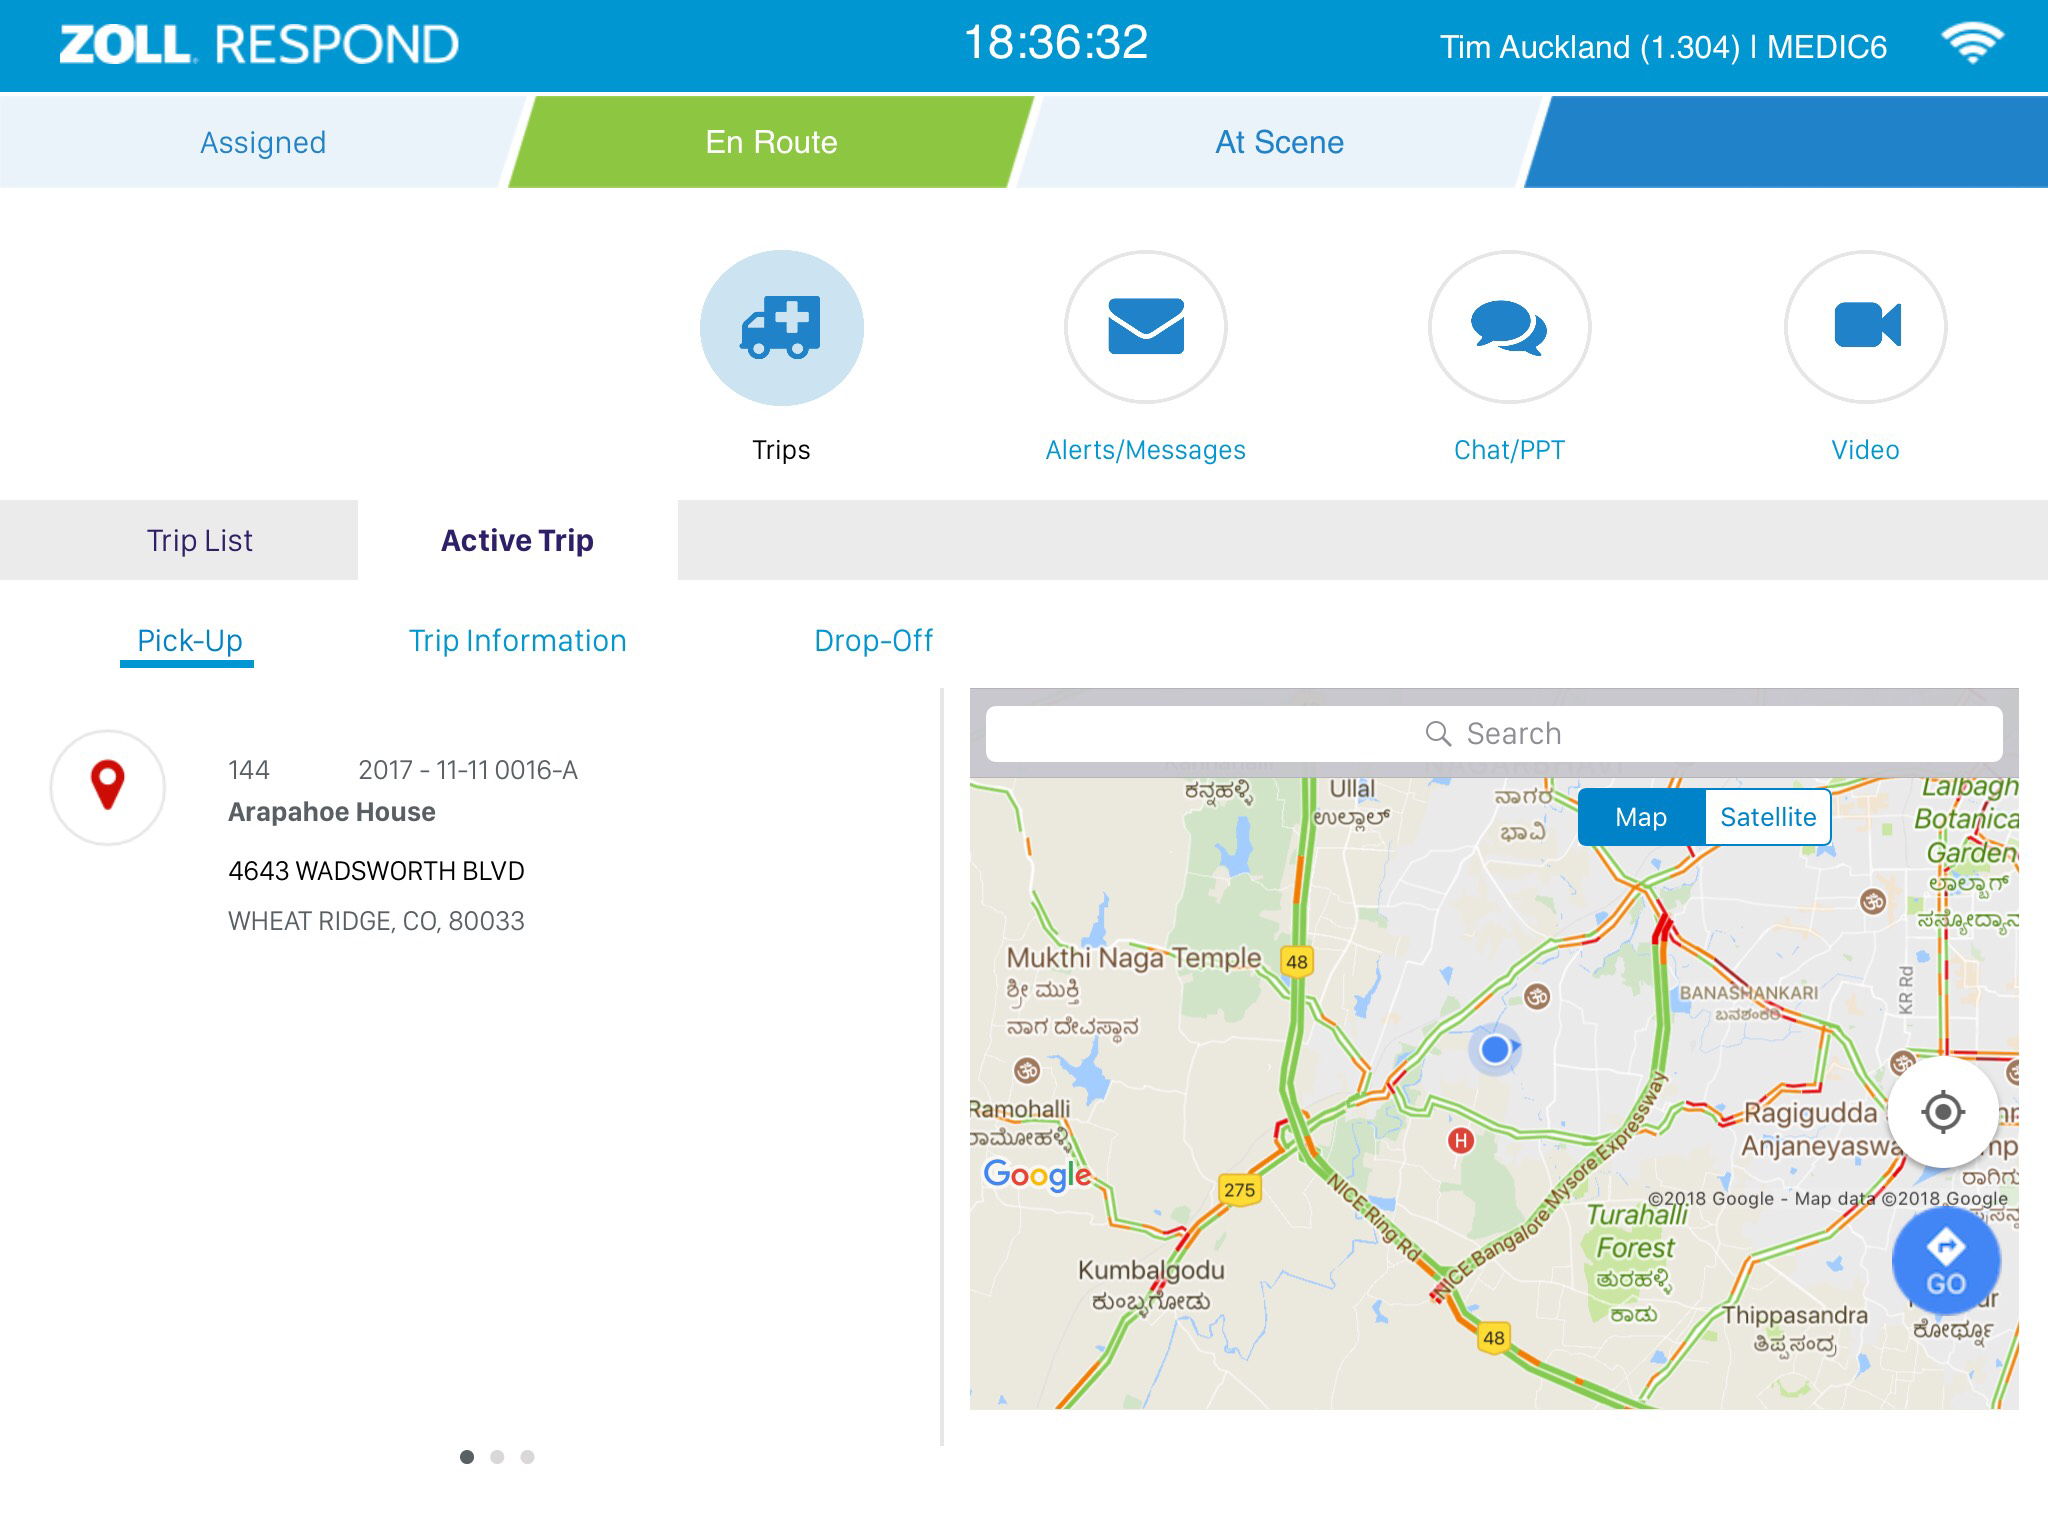 ZOLL RESPOND
18:36:32
Tim Auckland (1.304) | MEDIC6
Assigned
En Route
At Scene
Trips
Alerts/Messages
Chat/PPT
Video
Trip List
Active Trip
Pick-Up
Trip Information
Drop-Off
144
2017 - 11-11 0016-A
Arapahoe House
4643 WADSWORTH BLVD
WHEAT RIDGE, CO, 80033
Search
Map
Satellite
ಕನ್ನಹಳ್ಳಿ
Ullal
ಉಲ್ಲಾಲ್
ನಾಗರ
ಭಾವಿ
Lalbagh
Botanica
Garden
ಲಾಲ್ಬಾಗ್
ಸಸ್ಯೋದ್ಯಾನ
Mukthi Naga Temple
ಶ್ರೀ ಮುಕ್ತಿ
ನಾಗ ದೇವಸ್ಥಾನ
48
BANASHANKARI
ಬನಶಂಕರಿ
KR Rd
Ramohalli
ರಾಮೋಹಳ್ಳಿ
H
Ragigudda
Anjaneyaswa
ರಾಗಿಗು
Google
275
NICE Ring Rd
NICE Bangalore Mysore Expressway
©2018 Google - Map data ©2018 Google
Turahalli
Forest
ತುರಹಳ್ಳಿ
ಕಾಡು
Kumbalgodu
ಕುಂಬ್ಳಗೋಡು
48
Thippasandra
ತಿಪ್ಪಸಂದ್ರ
GO
ಕೋರ್ಥ್ನೂ